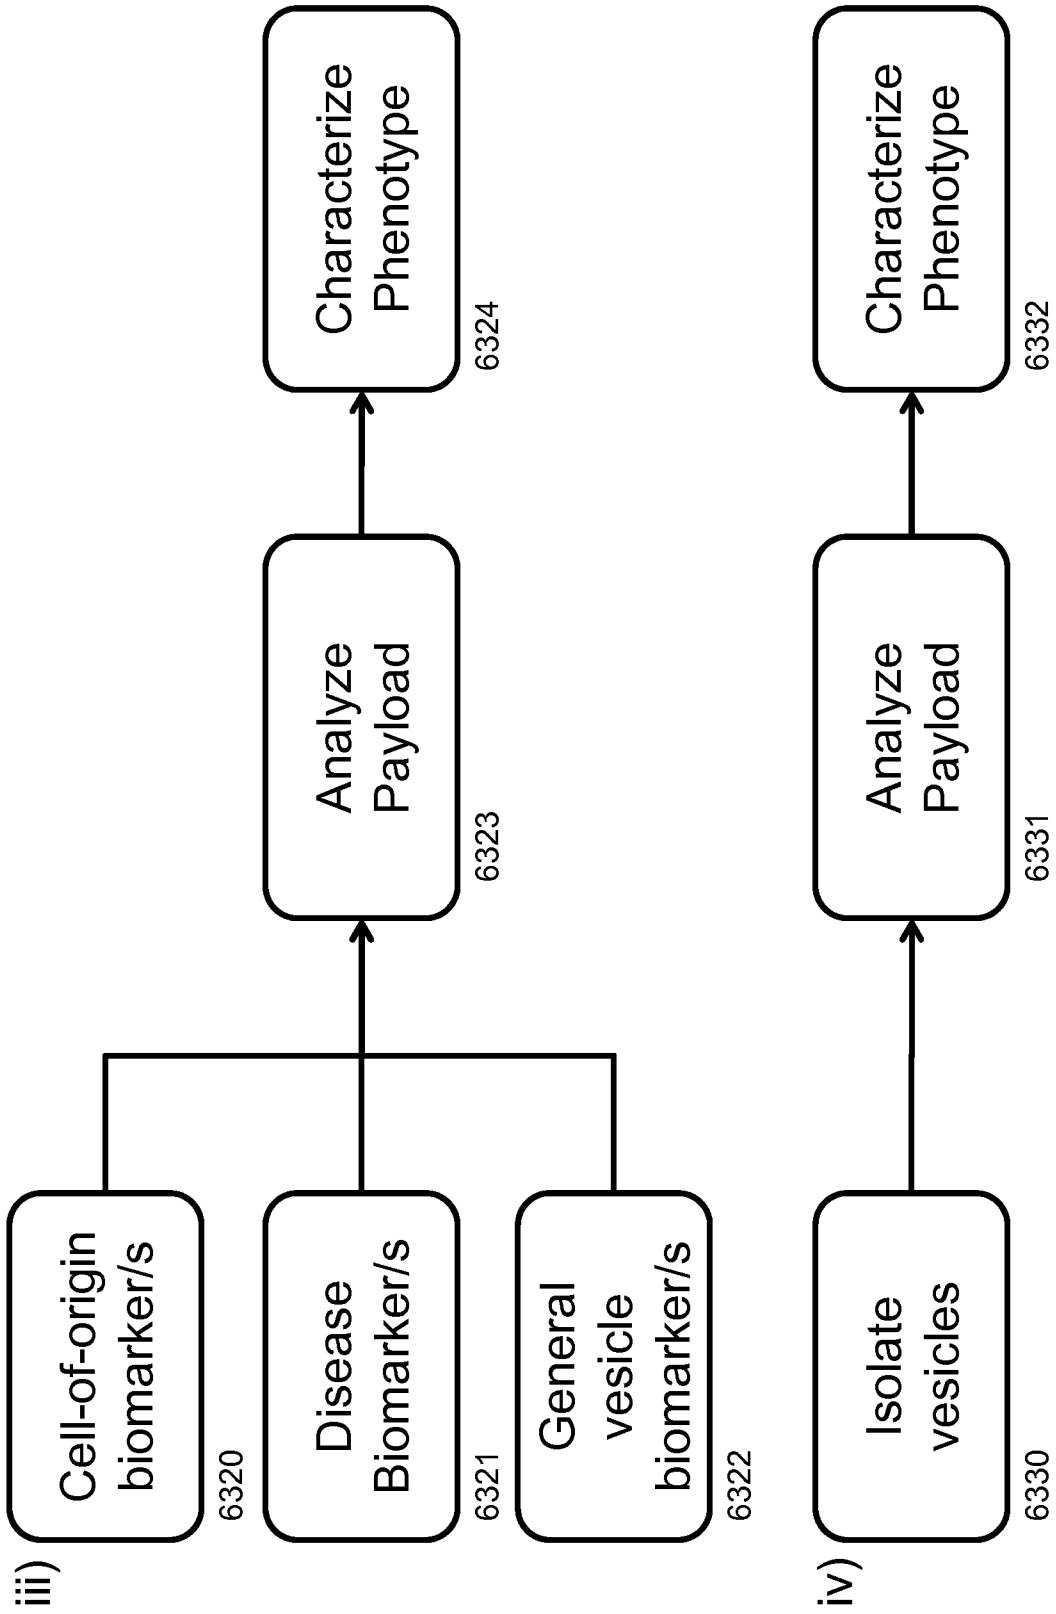 iii)
Cell-of-origin
biomarker/s
6320
Disease
Biomarker/s
6321
General
vesicle
biomarker/s
6322
Analyze
Payload
6323
Characterize
Phenotype
6324
iv)
Isolate
vesicles
6330
Analyze
Payload
6331
Characterize
Phenotype
6332